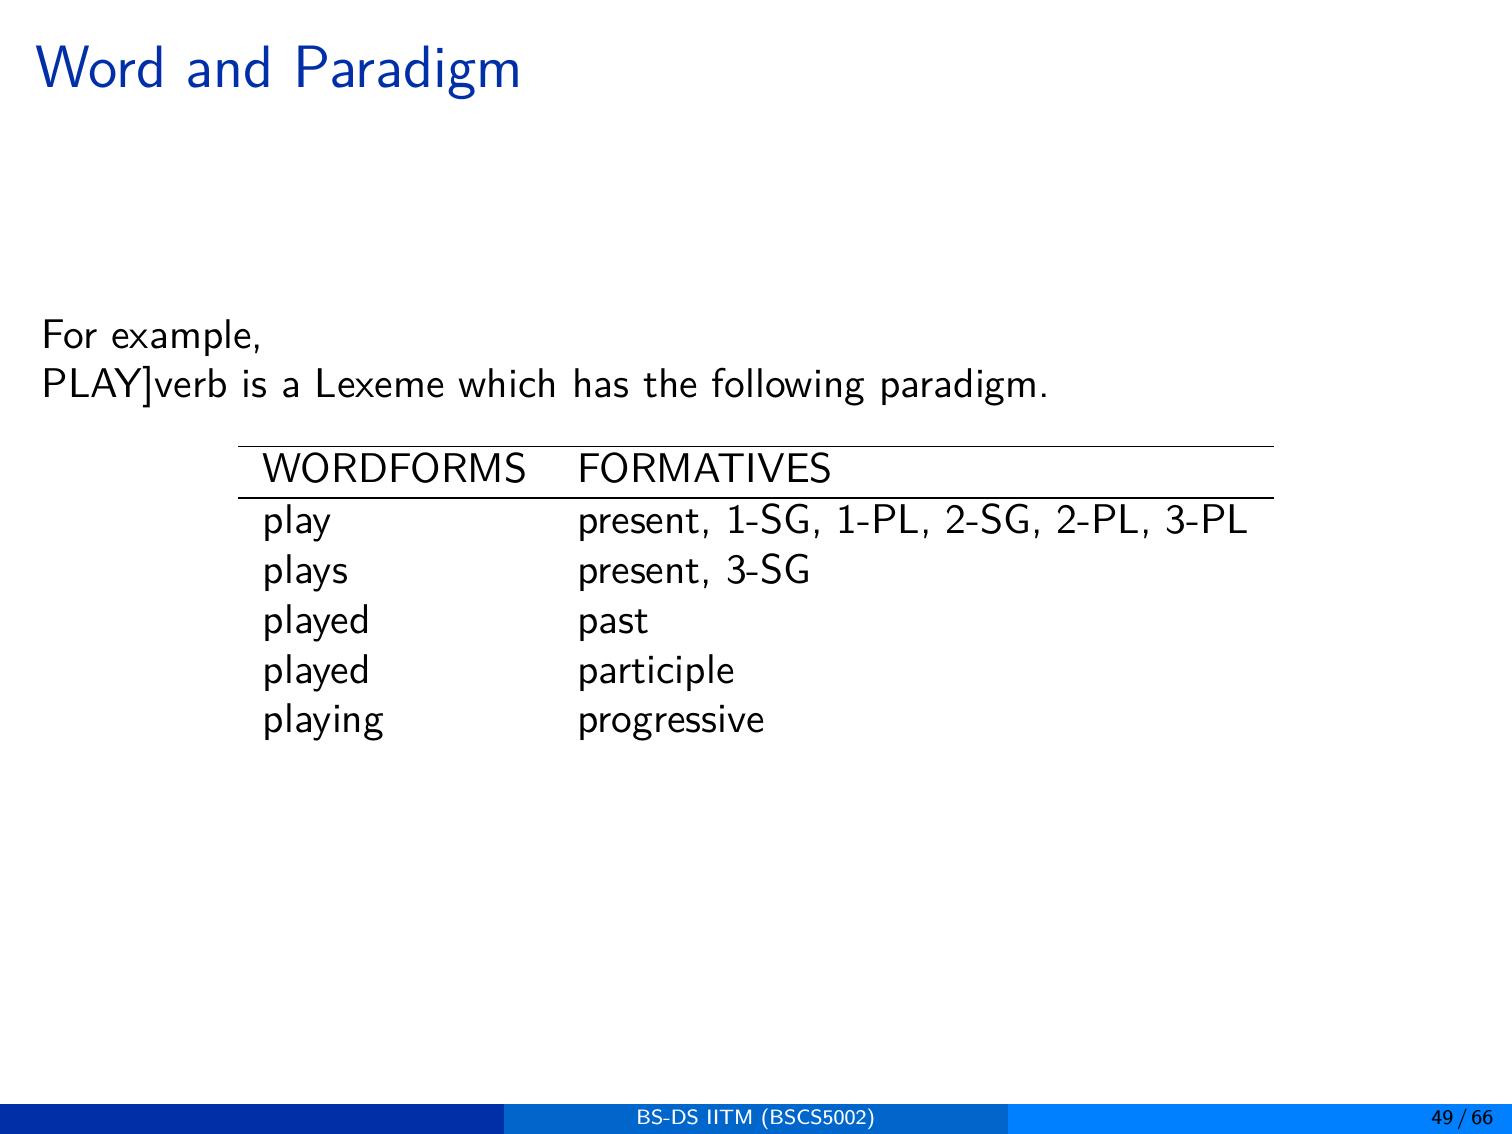 Word and Paradigm
For example,
PLAY]verb is a Lexeme which has the following paradigm.
WORDFORMS FORMATIVES
play present, 1-SG, 1-PL, 2-SG, 2-PL, 3-PL
plays present, 3-SG
played past
played participle
playing progressive
BS-DS IITM (BSCS5002) 49 / 66